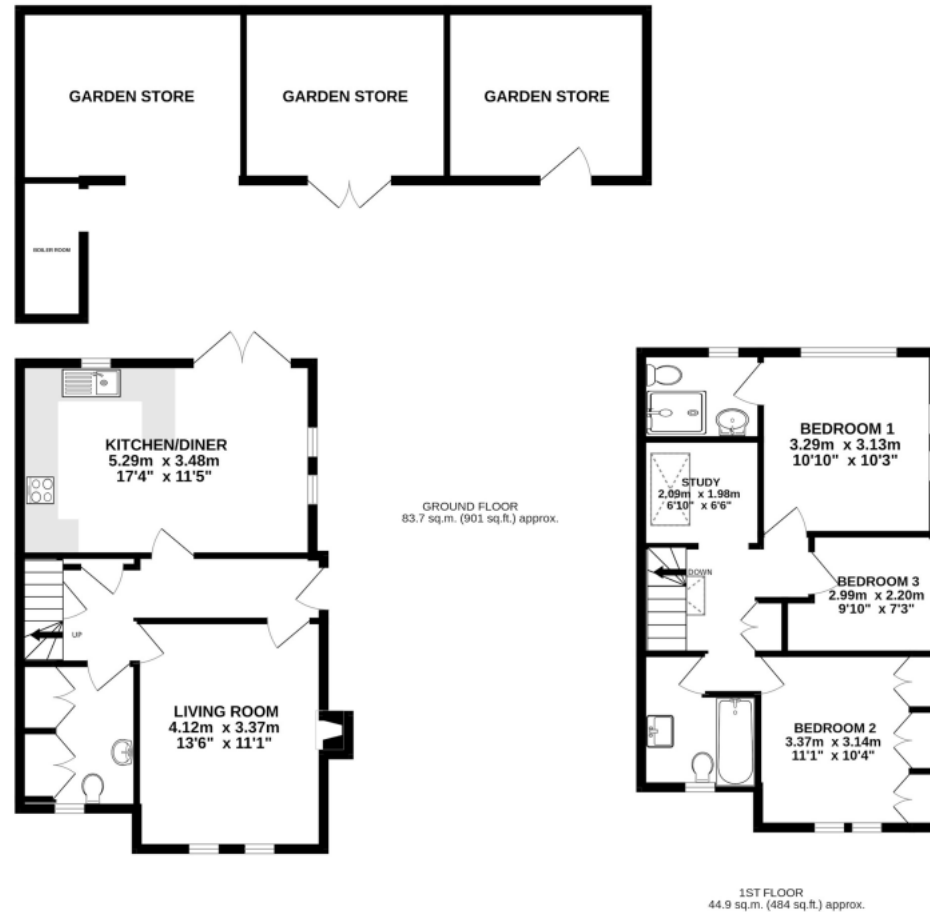 GARDEN STORE
GARDEN STORE
GARDEN STORE
BOILER ROOM
KITCHEN/DINER
5.29m x 3.48m
17'4" x 11'5"
GROUND FLOOR
83.7 sq.m. (901 sq.ft.) approx.
UP
LIVING ROOM
4.12m x 3.37m
13'6" x 11'1"
BEDROOM 1
3.29m x 3.13m
10'10" x 10'3"
STUDY
2.09m x 1.98m
6'10" x 6'6"
DOWN
BEDROOM 3
2.99m x 2.20m
9'10" x 7'3"
BEDROOM 2
3.37m x 3.14m
11'1" x 10'4"
1ST FLOOR
44.9 sq.m. (484 sq.ft.) approx.